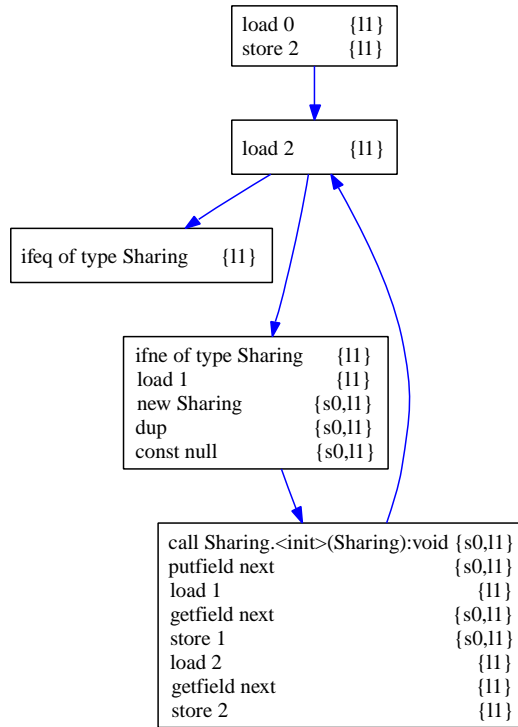 load 0 {l1}
store 2 {l1}
load 2 {l1}
ifeq of type Sharing {l1}
ifne of type Sharing {l1}
load 1 {l1}
new Sharing {s0,l1}
dup {s0,l1}
const null {s0,l1}
call Sharing.<init>(Sharing):void {s0,l1}
putfield next {s0,l1}
load 1 {l1}
getfield next {s0,l1}
store 1 {s0,l1}
load 2 {l1}
getfield next {l1}
store 2 {l1}